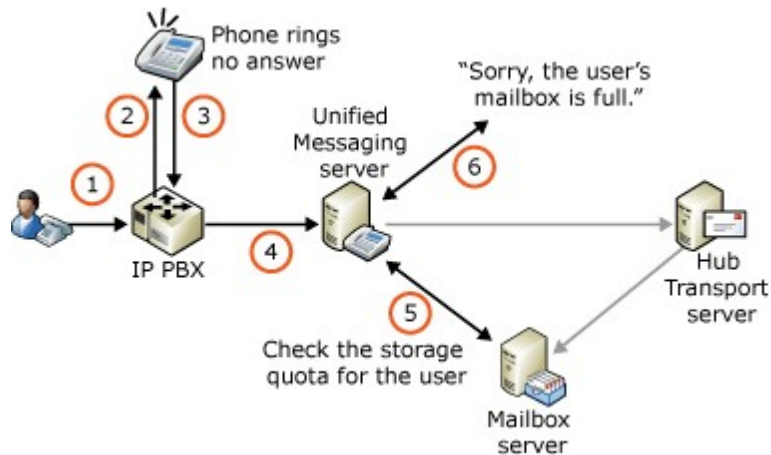 Phone rings
no answer
2
3
1
IP PBX
4
Unified
Messaging
server
"Sorry, the user's
mailbox is full."
6
5
Check the storage
quota for the user
Hub
Transport
server
Mailbox
server